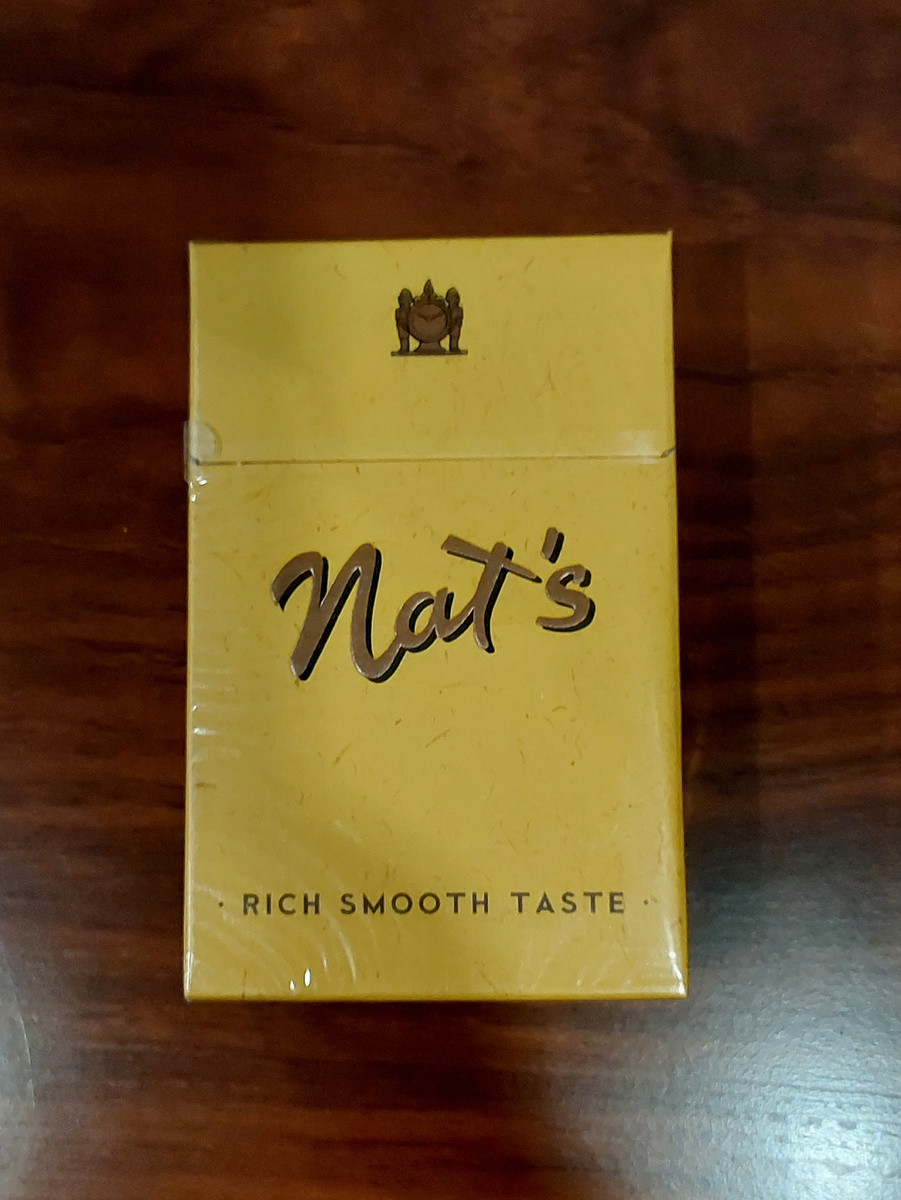 Nat's
· RICH SMOOTH TASTE ·